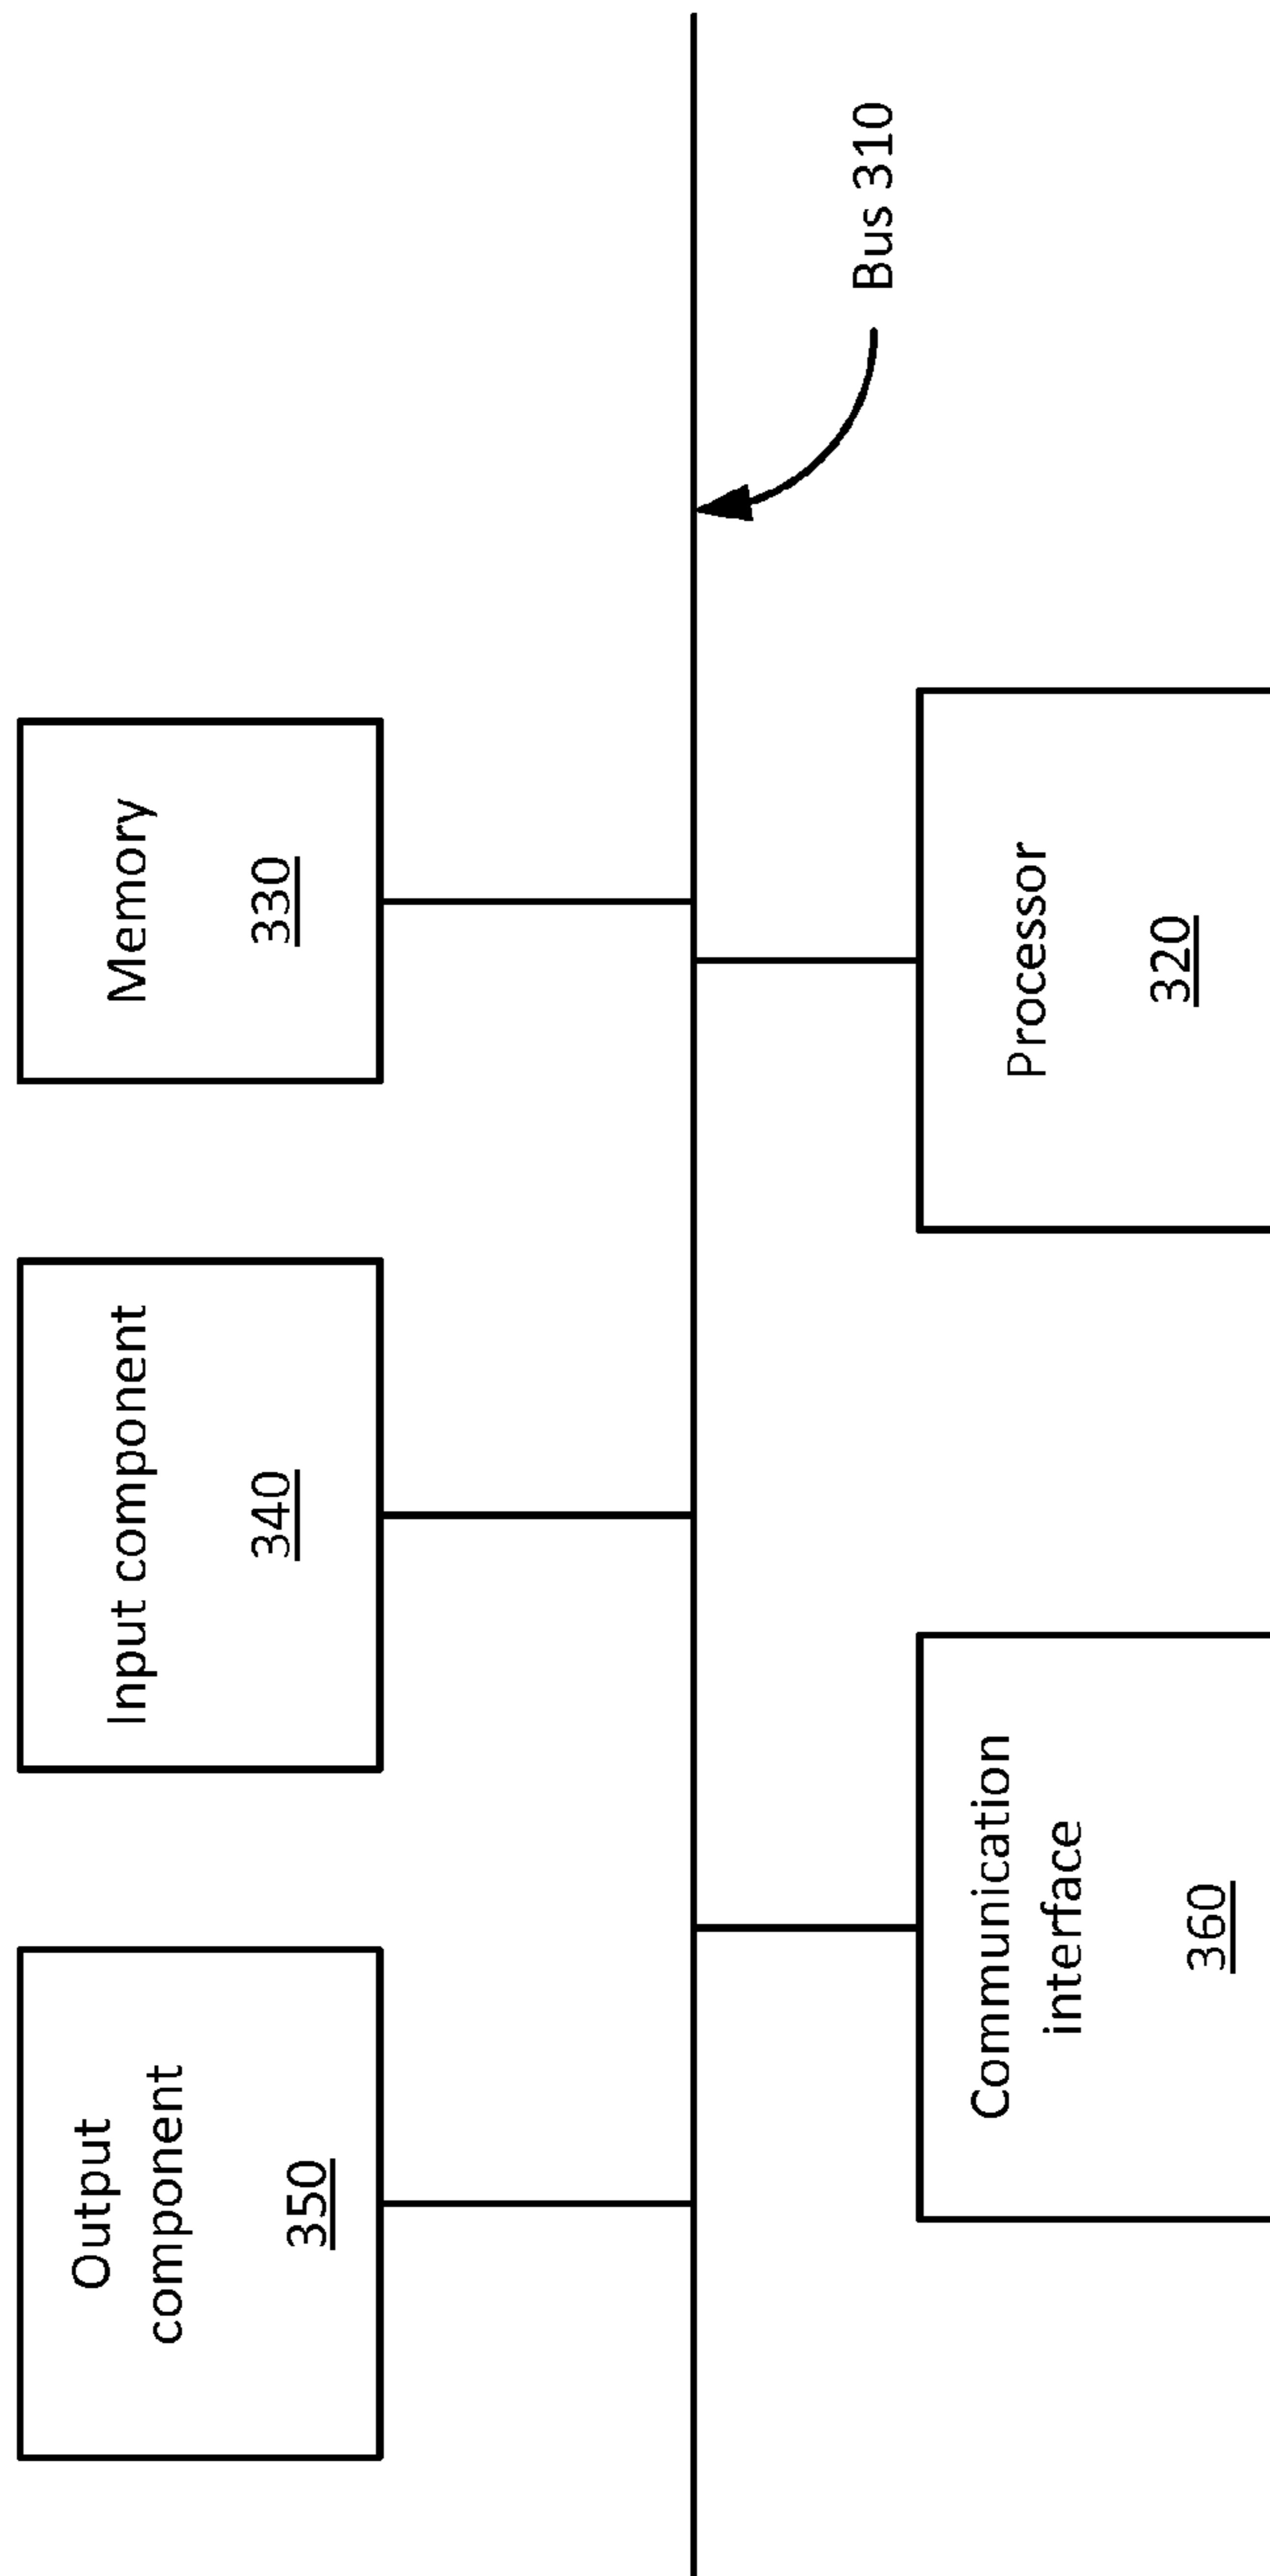 Output
component
350
Input component
340
Memory
330
Bus 310
Communication
interface
360
Processor
320